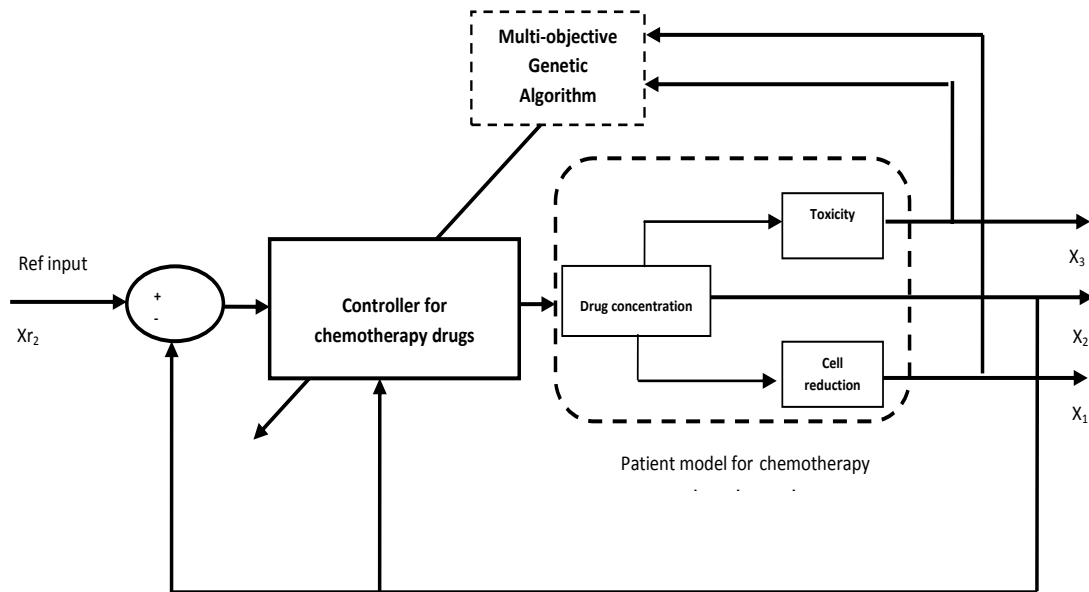 Multi-objective
Genetic
Algorithm
Toxicity
X₃
Ref input
Xr₂
+
-
Controller for
chemotherapy drugs
Drug concentration
X₂
Cell
reduction
X₁
Patient model for chemotherapy